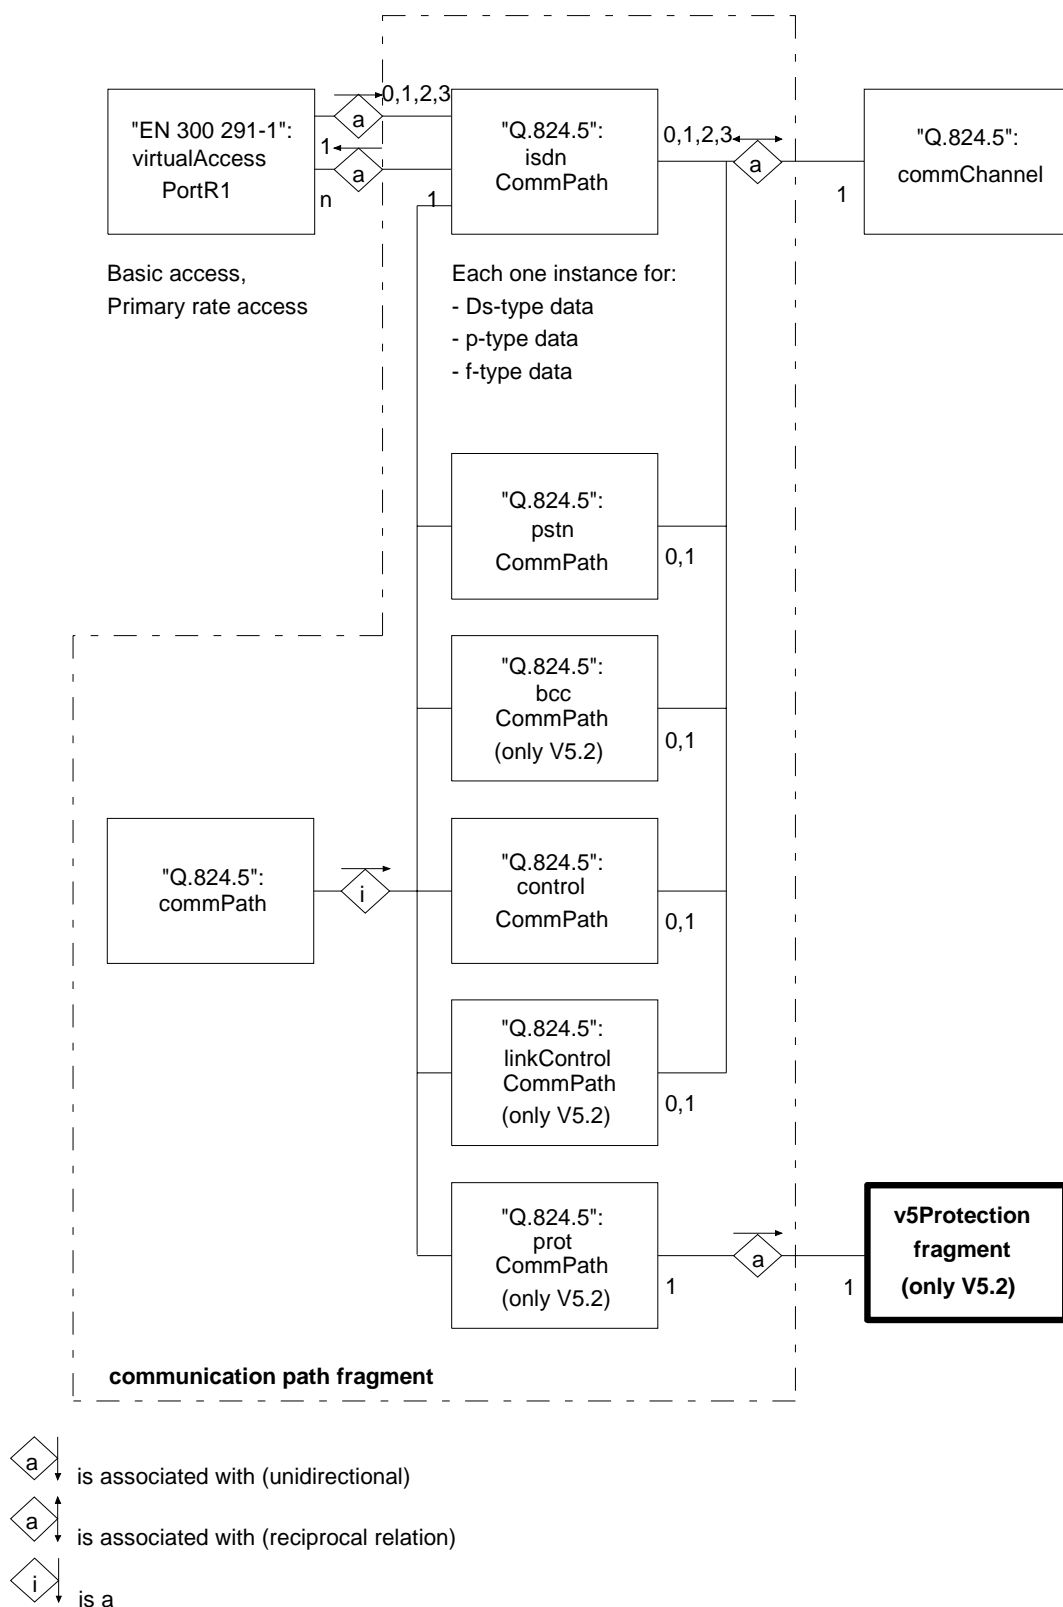 0,1,2,3
a
"EN 300 291-1":
virtualAccess
PortR1
1
a
n
1
"Q.824.5":
isdn
CommPath
0,1,2,3
a
1
"Q.824.5":
commChannel
Basic access,
Primary rate access
Each one instance for:
- Ds-type data
- p-type data
- f-type data
"Q.824.5":
pstn
CommPath
0,1
"Q.824.5":
bcc
CommPath
(only V5.2)
0,1
"Q.824.5":
commPath
i
"Q.824.5":
control
CommPath
0,1
"Q.824.5":
linkControl
CommPath
(only V5.2)
0,1
"Q.824.5":
prot
CommPath
(only V5.2)
1
a
1
v5Protection
fragment
(only V5.2)
communication path fragment
a is associated with (unidirectional)
a is associated with (reciprocal relation)
i is a